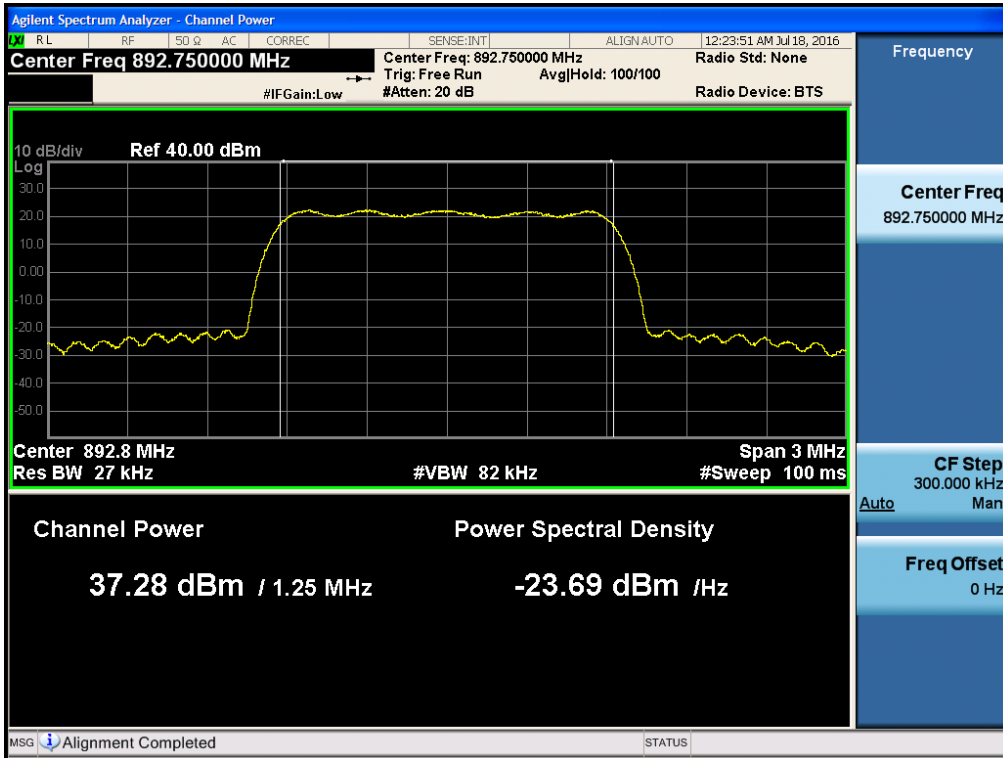 Agilent Spectrum Analyzer - Channel Power
LXI RL RF 50 Ω AC CORREC SENSE:INT ALIGN AUTO 12:23:51 AM Jul 18, 2016
Center Freq 892.750000 MHz
Center Freq: 892.750000 MHz
Radio Std: None
Trig: Free Run Avg|Hold: 100/100
#IFGain:Low
#Atten: 20 dB
Radio Device: BTS
10 dB/div Ref 40.00 dBm
Log
30.0
20.0
10.0
0.00
-10.0
-20.0
-30.0
-40.0
-50.0
Center 892.8 MHz Span 3 MHz
Res BW 27 kHz #VBW 82 kHz #Sweep 100 ms
Channel Power Power Spectral Density
37.28 dBm / 1.25 MHz -23.69 dBm /Hz
Frequency
Center Freq
892.750000 MHz
CF Step
300.000 kHz
Auto Man
Freq Offset
0 Hz
MSG Alignment Completed STATUS